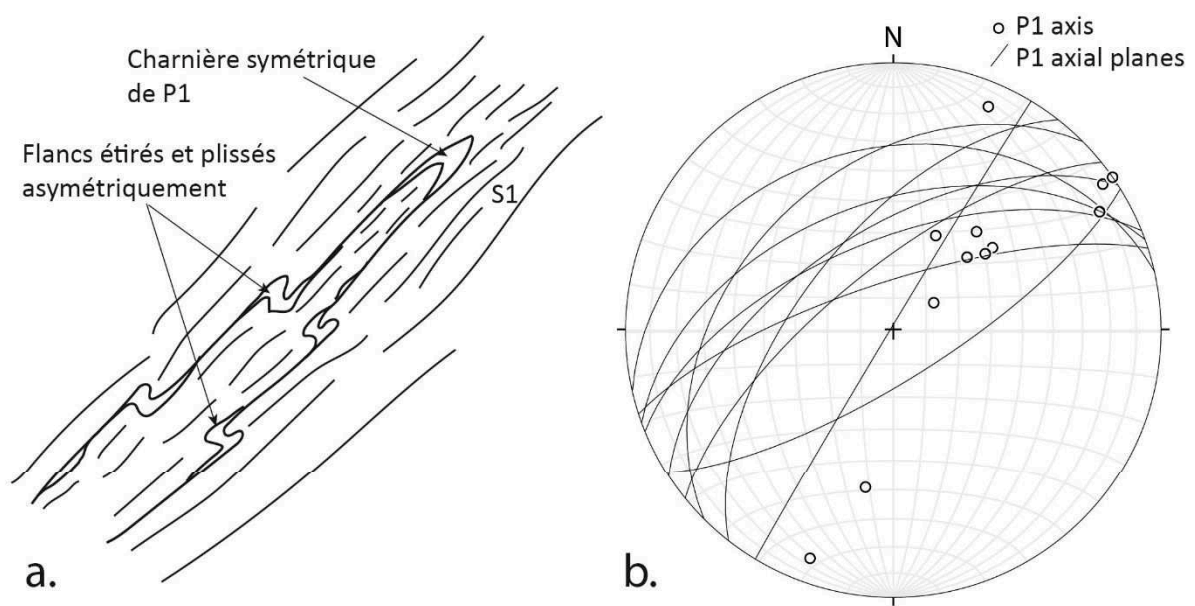 Charnière symétrique
de P1
Flancs étirés et plissés
asymétriquement
S1
a.
N
P1 axis
P1 axial planes
b.